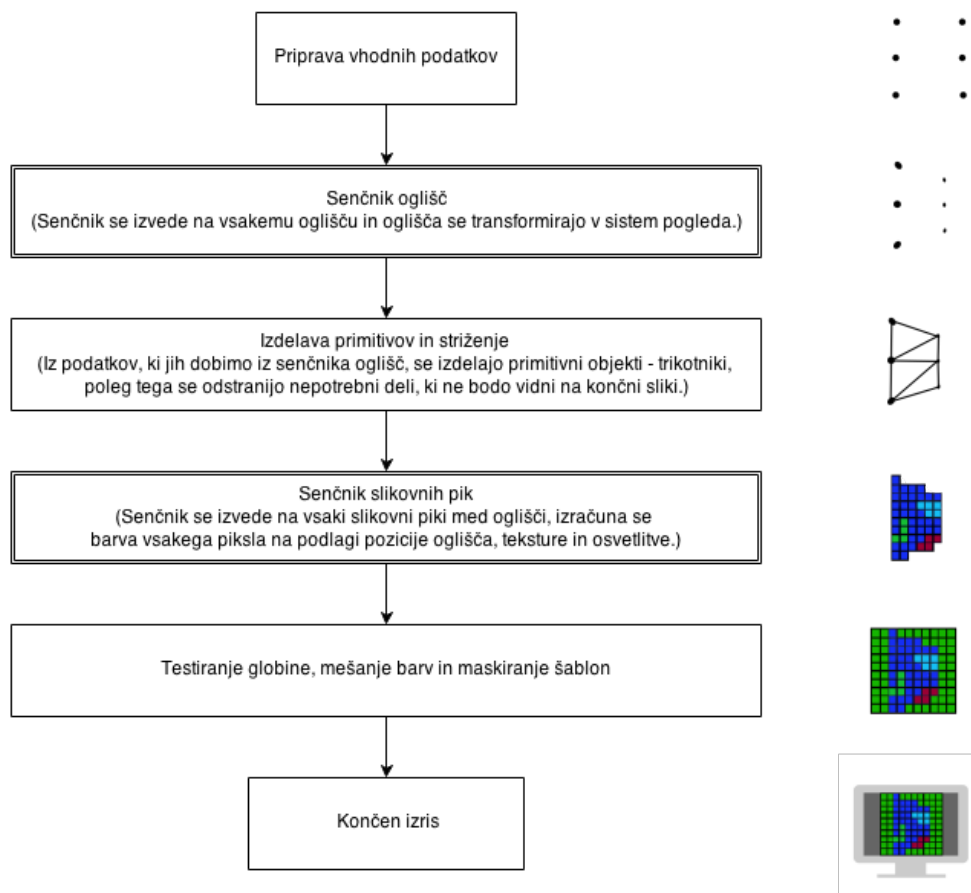 Priprava vhodnih podatkov
Senčnik oglišč
(Senčnik se izvede na vsakemu oglišču in oglišča se transformirajo v sistem pogleda.)
Izdelava primitivov in striženje
(Iz podatkov, ki jih dobimo iz senčnika oglišč, se izdelajo primitivni objekti - trikotniki,
poleg tega se odstranijo nepotrebni deli, ki ne bodo vidni na končni sliki.)
Senčnik slikovnih pik
(Senčnik se izvede na vsaki slikovni piki med oglišči, izračuna se
barva vsakega piksla na podlagi pozicije oglišča, teksture in osvetlitve.)
Testiranje globine, mešanje barv in maskiranje šablon
Končen izris